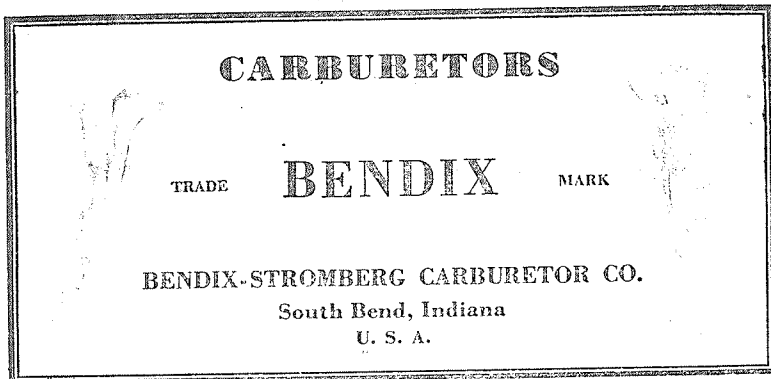 CARBURETORS
TRADE BENDIX MARK
BENDIX-STROMBERG CARBURETOR CO.
South Bend, Indiana
U. S. A.